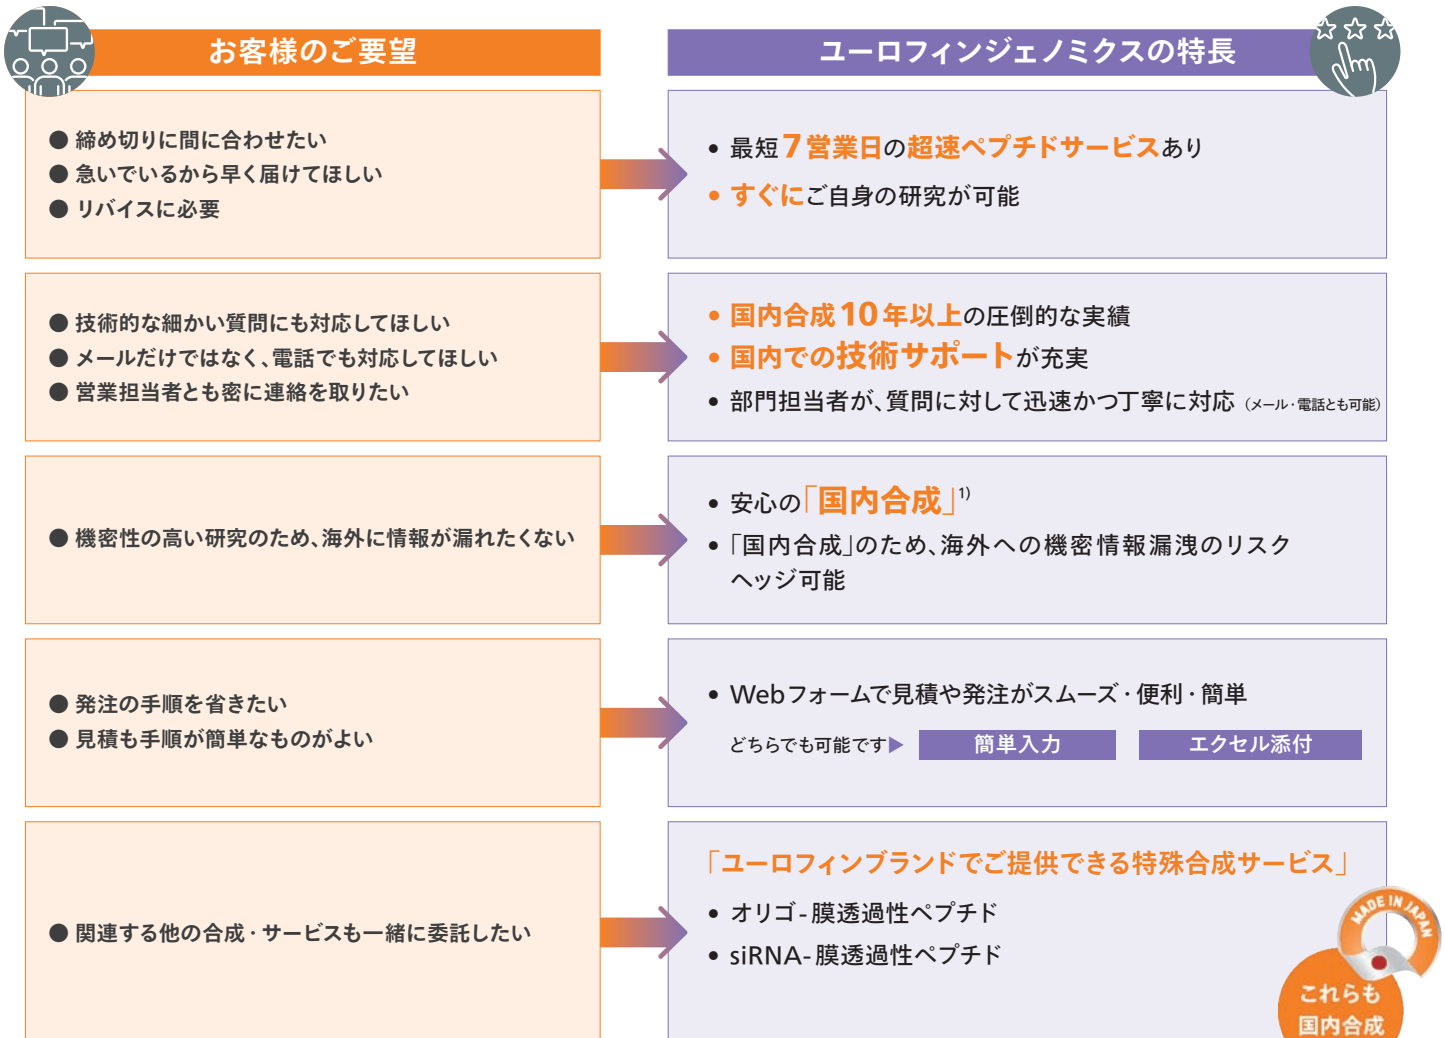 お客様のご要望
ユーロフィンジェノミクスの特長
● 締め切りに間に合わせたい
● 急いでいるから早く届けてほしい
● リバイスに必要
• 最短7営業日の超速ペプチドサービスあり
• すぐにご自身の研究が可能
● 技術的な細かい質問にも対応してほしい
● メールだけではなく、電話でも対応してほしい
● 営業担当者とも密に連絡を取りたい
• 国内合成10年以上の圧倒的な実績
• 国内での技術サポートが充実
• 部門担当者が、質問に対して迅速かつ丁寧に対応（メール・電話とも可能）
● 機密性の高い研究のため、海外に情報が漏れたくない
• 安心の「国内合成」1)
• 「国内合成」のため、海外への機密情報漏洩のリスク
ヘッジ可能
● 発注の手順を省きたい
● 見積も手順が簡単なものがよい
• Webフォームで見積や発注がスムーズ・便利・簡単
どちらでも可能です▶ 簡単入力 エクセル添付
● 関連する他の合成・サービスも一緒に委託したい
「ユーロフィンブランドでご提供できる特殊合成サービス」
• オリゴ-膜透過性ペプチド
• siRNA-膜透過性ペプチド
MADE IN JAPAN
これらも
国内合成